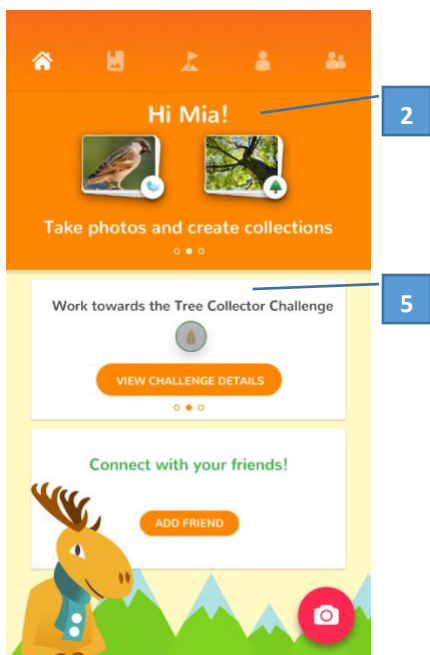 Hi Mia!
2
Take photos and create collections
5
Work towards the Tree Collector Challenge
VIEW CHALLENGE DETAILS
Connect with your friends!
ADD FRIEND